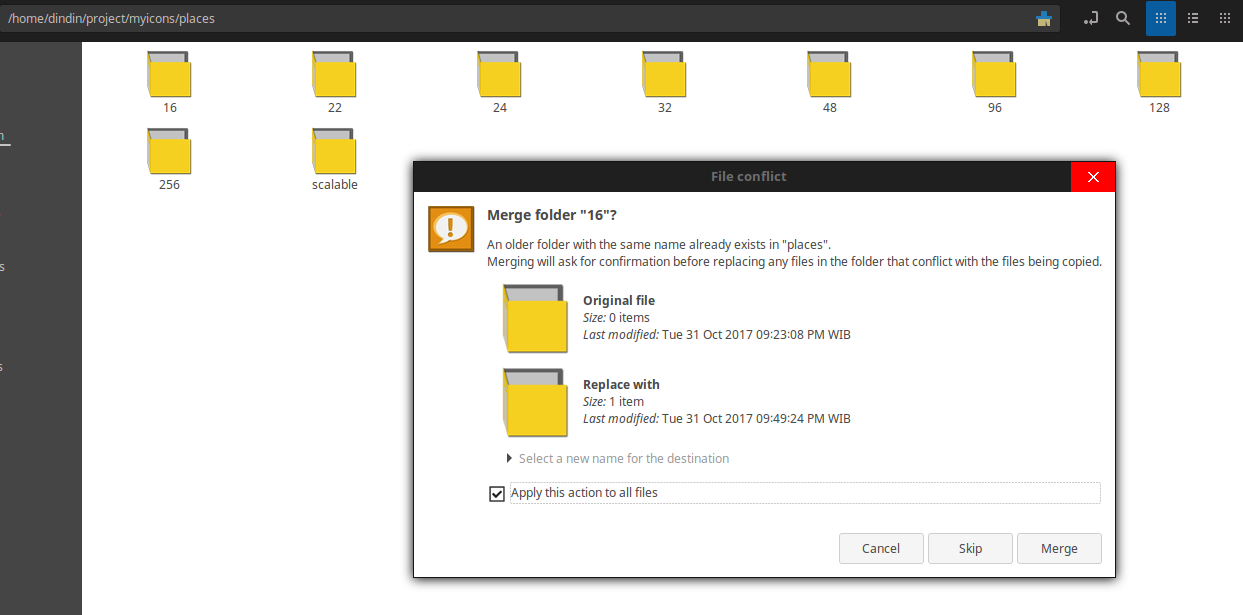 /home/dindin/project/myicons/places
16
22
24
32
48
96
128
256
scalable
File conflict
Merge folder "16"?
An older folder with the same name already exists in "places".
Merging will ask for confirmation before replacing any files in the folder that conflict with the files being copied.
Original file
Size: 0 items
Last modified: Tue 31 Oct 2017 09:23:08 PM WIB
Replace with
Size: 1 item
Last modified: Tue 31 Oct 2017 09:49:24 PM WIB
Select a new name for the destination
Apply this action to all files
Cancel
Skip
Merge